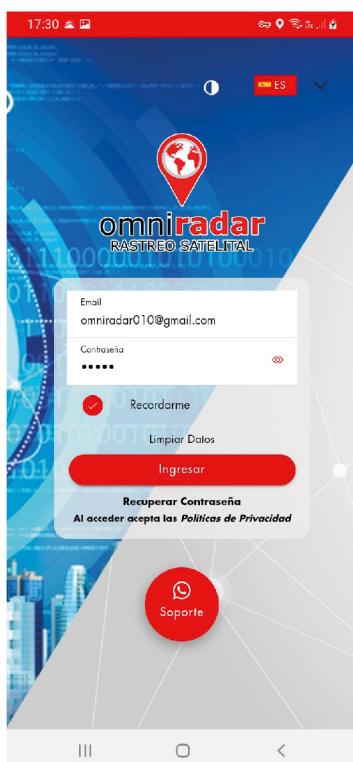 17:30
ES
omniradar
RASTREO SATELITAL
Email
omniradar010@gmail.com
Contraseña
•••••
Recordarme
Limpiar Datos
Ingresar
Recuperar Contraseña
Al acceder acepta las Políticas de Privacidad
Soporte